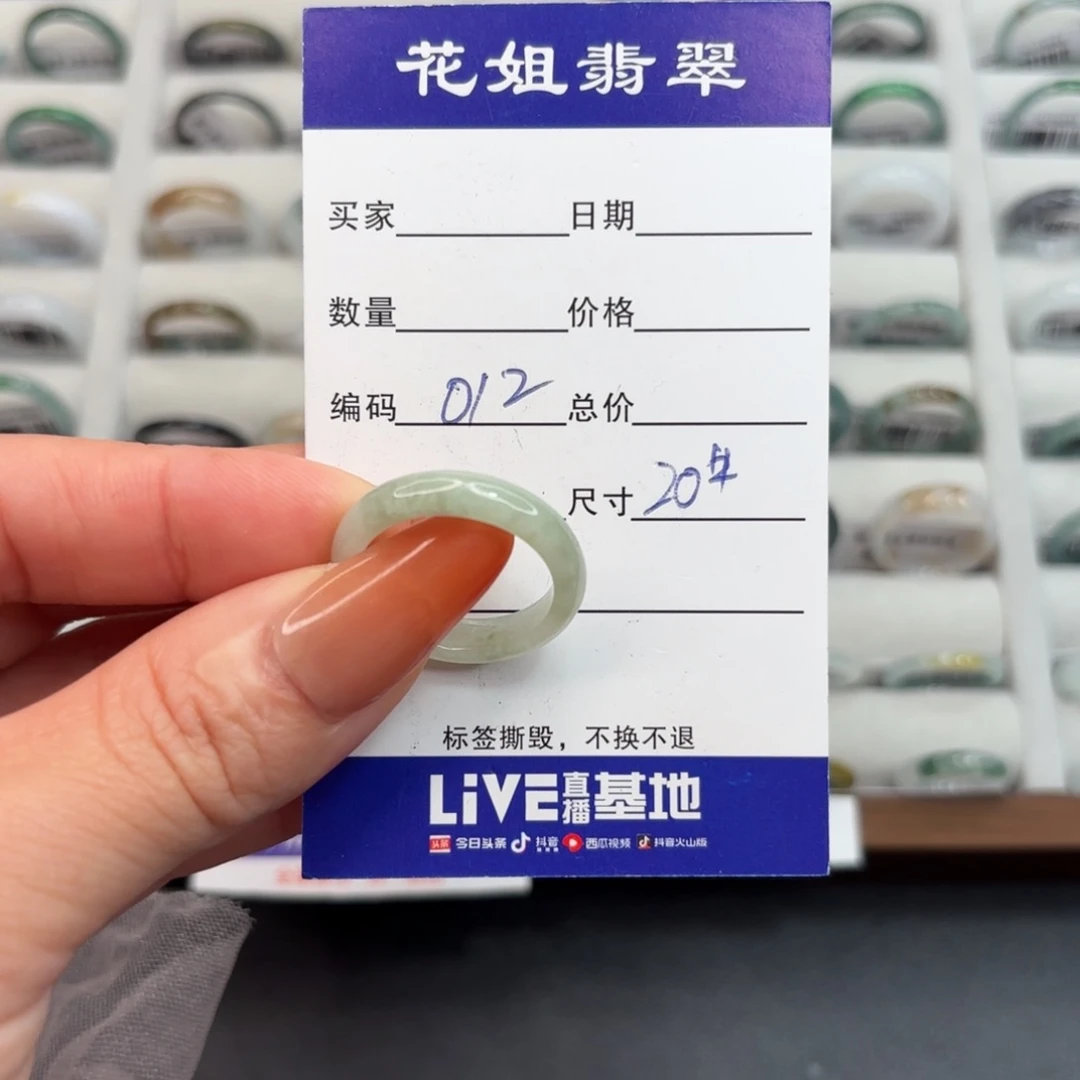 花姐翡翠
买家 日期
数量 价格
编码 012 总价
尺寸 20#
标签撕毁，不换不退
LiVE直播基地
头条 今日头条 抖音 西瓜视频 抖音火山版